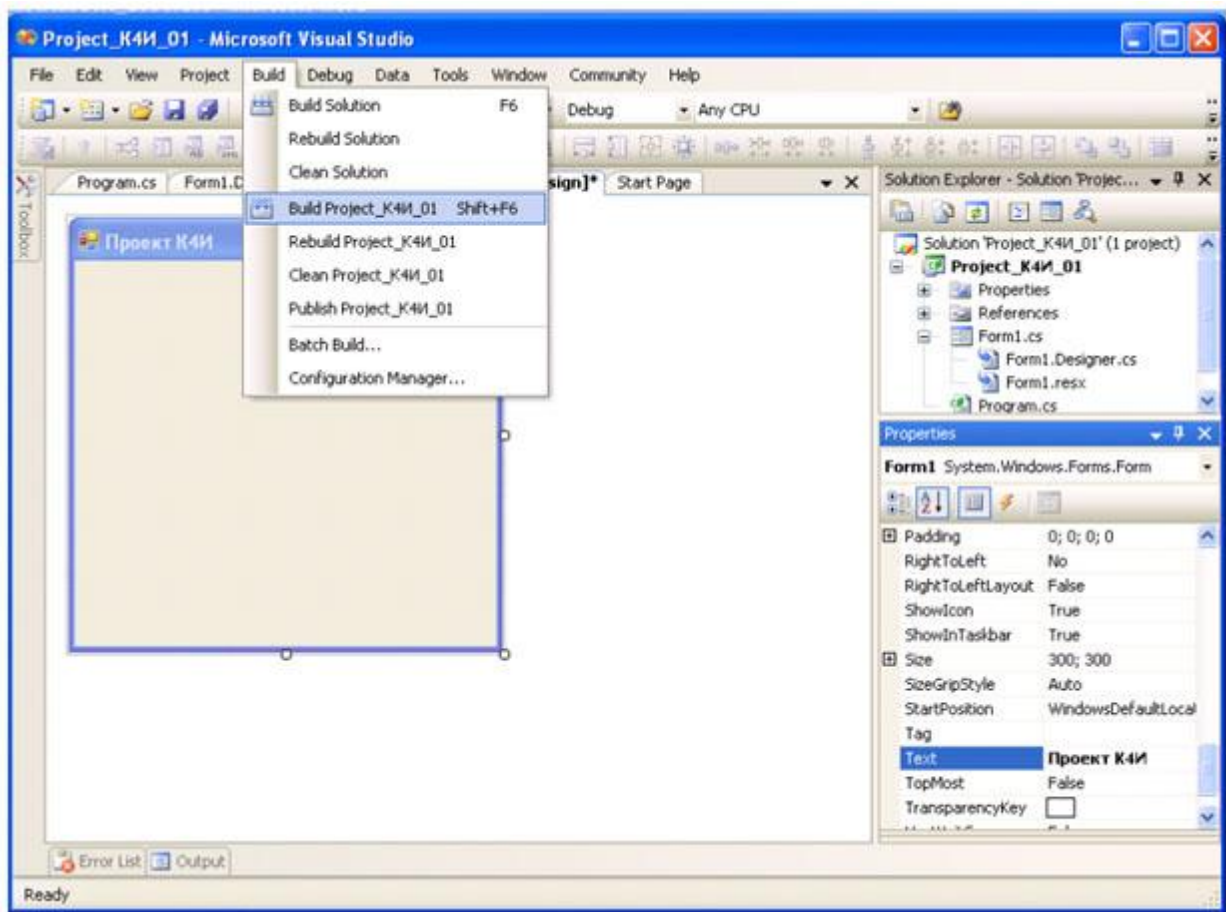 Project_К4И_01 - Microsoft Visual Studio
File Edit View Project Build Debug Data Tools Window Community Help
Debug Any CPU
Build Solution F6
Rebuild Solution
Clean Solution
Build Project_К4И_01 Shift+F6
Rebuild Project_К4И_01
Clean Project_К4И_01
Publish Project_К4И_01
Batch Build...
Configuration Manager...
Toolbox
Program.cs Form1.D sign]* Start Page
Проект К4И
Solution Explorer - Solution 'Projec...
Solution 'Project_К4И_01' (1 project)
Project_К4И_01
Properties
References
Form1.cs
Form1.Designer.cs
Form1.resx
Program.cs
Properties
Form1 System.Windows.Forms.Form
Padding 0; 0; 0; 0
RightToLeft No
RightToLeftLayout False
ShowIcon True
ShowInTaskbar True
Size 300; 300
SizeGripStyle Auto
StartPosition WindowsDefaultLocat
Tag
Text Проект К4И
TopMost False
TransparencyKey
Error List Output
Ready